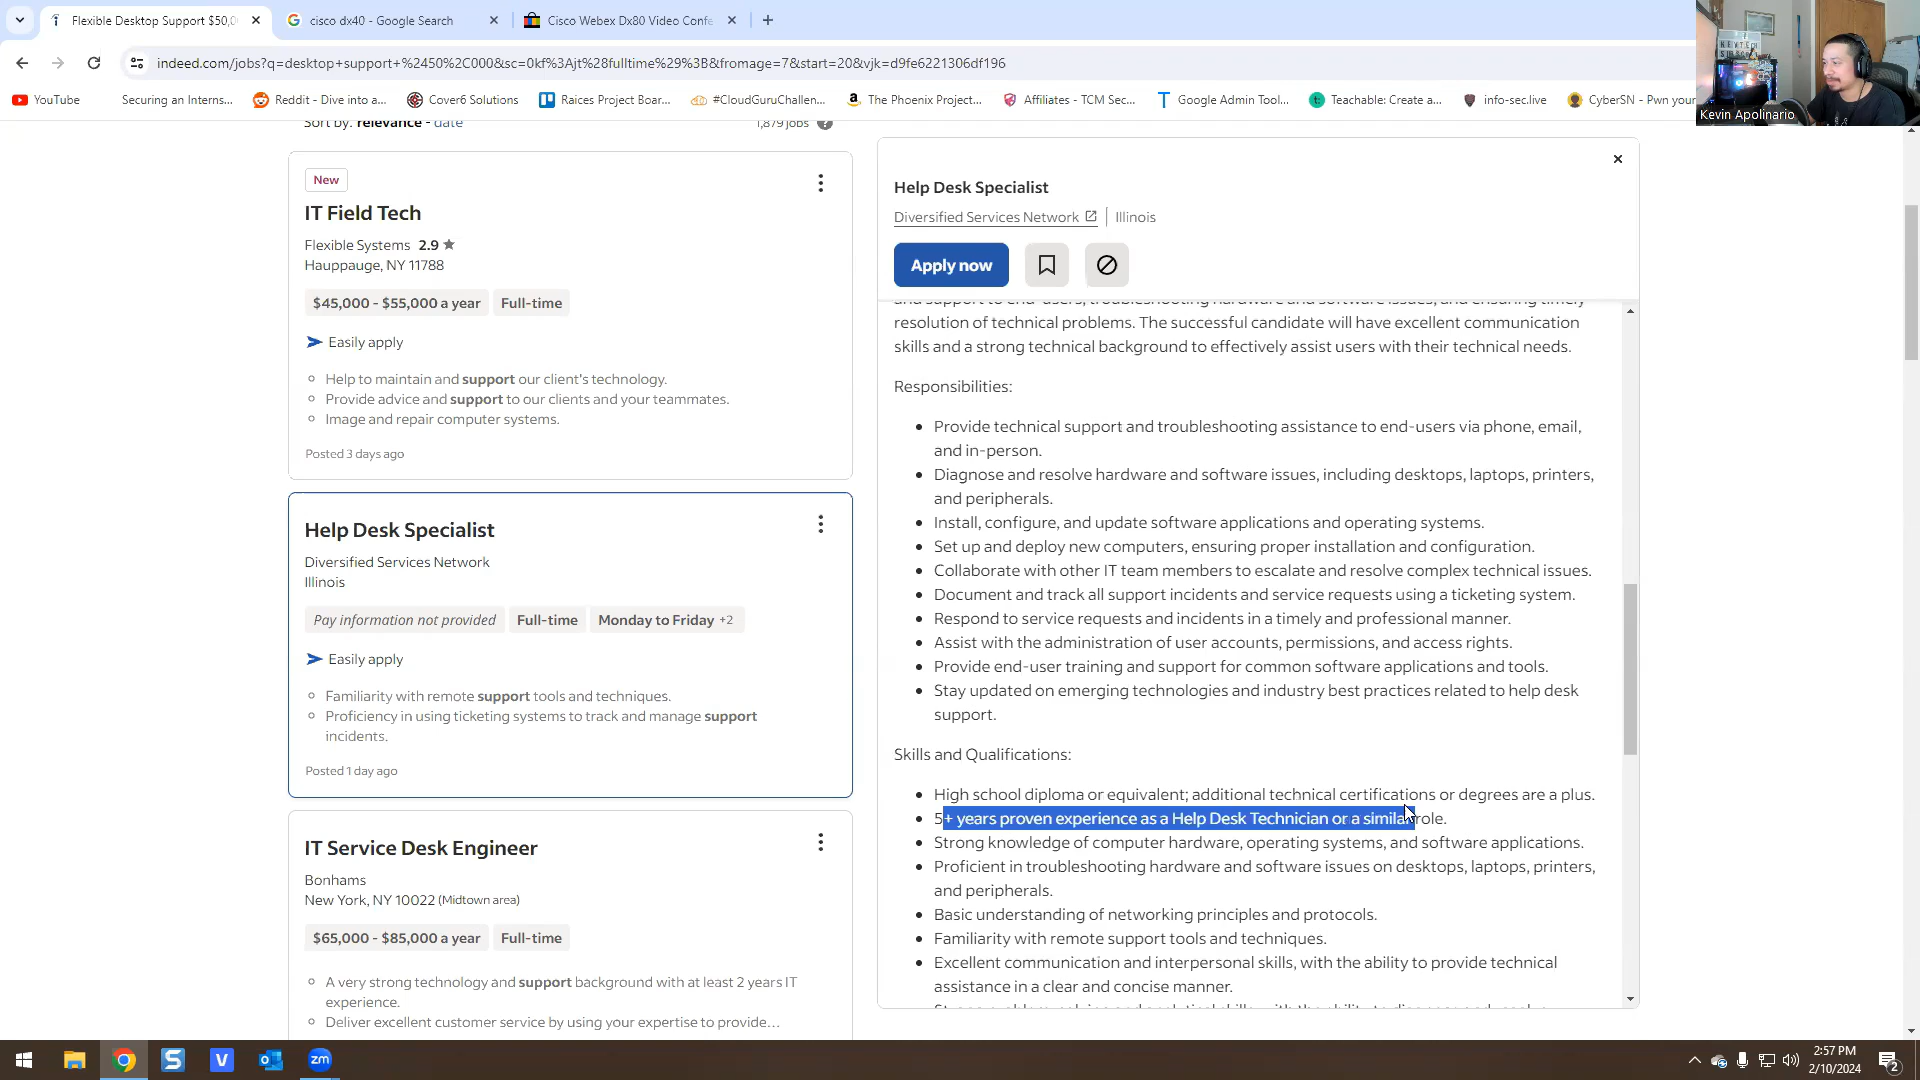 Flexible Desktop Support $50,0
cisco dx40 - Google Search
Cisco Webex Dx80 Video Confe
indeed.com/jobs?q=desktop+support+%2450%2C000&sc=0kf%3Ajt%28fulltime%29%3B&fromage=7&start=20&vjk=d9fe6221306df196
YouTube
Securing an Interns...
Reddit - Dive into a...
Cover6 Solutions
Raices Project Boar...
#CloudGuruChallen...
The Phoenix Project...
Affiliates - TCM Sec...
Google Admin Tool...
Teachable: Create a...
info-sec.live
CyberSN - Pwn your
Kevin Apolinario
Sort by: relevance - date
1,879 jobs
New
IT Field Tech
Flexible Systems 2.9
Hauppauge, NY 11788
$45,000 - $55,000 a year
Full-time
Easily apply
Help to maintain and support our client's technology.
Provide advice and support to our clients and your teammates.
Image and repair computer systems.
Posted 3 days ago
Help Desk Specialist
Diversified Services Network
Illinois
Pay information not provided
Full-time
Monday to Friday +2
Easily apply
Familiarity with remote support tools and techniques.
Proficiency in using ticketing systems to track and manage support
incidents.
Posted 1 day ago
IT Service Desk Engineer
Bonhams
New York, NY 10022 (Midtown area)
$65,000 - $85,000 a year
Full-time
A very strong technology and support background with at least 2 years IT
experience.
Deliver excellent customer service by using your expertise to provide...
Help Desk Specialist
Diversified Services Network
Illinois
Apply now
and support to end-users, troubleshooting hardware and software issues, and ensuring timely
resolution of technical problems. The successful candidate will have excellent communication
skills and a strong technical background to effectively assist users with their technical needs.
Responsibilities:
Provide technical support and troubleshooting assistance to end-users via phone, email,
and in-person.
Diagnose and resolve hardware and software issues, including desktops, laptops, printers,
and peripherals.
Install, configure, and update software applications and operating systems.
Set up and deploy new computers, ensuring proper installation and configuration.
Collaborate with other IT team members to escalate and resolve complex technical issues.
Document and track all support incidents and service requests using a ticketing system.
Respond to service requests and incidents in a timely and professional manner.
Assist with the administration of user accounts, permissions, and access rights.
Provide end-user training and support for common software applications and tools.
Stay updated on emerging technologies and industry best practices related to help desk
support.
Skills and Qualifications:
High school diploma or equivalent; additional technical certifications or degrees are a plus.
5+ years proven experience as a Help Desk Technician or a similar role.
Strong knowledge of computer hardware, operating systems, and software applications.
Proficient in troubleshooting hardware and software issues on desktops, laptops, printers,
and peripherals.
Basic understanding of networking principles and protocols.
Familiarity with remote support tools and techniques.
Excellent communication and interpersonal skills, with the ability to provide technical
assistance in a clear and concise manner.
2:57 PM
2/10/2024
2